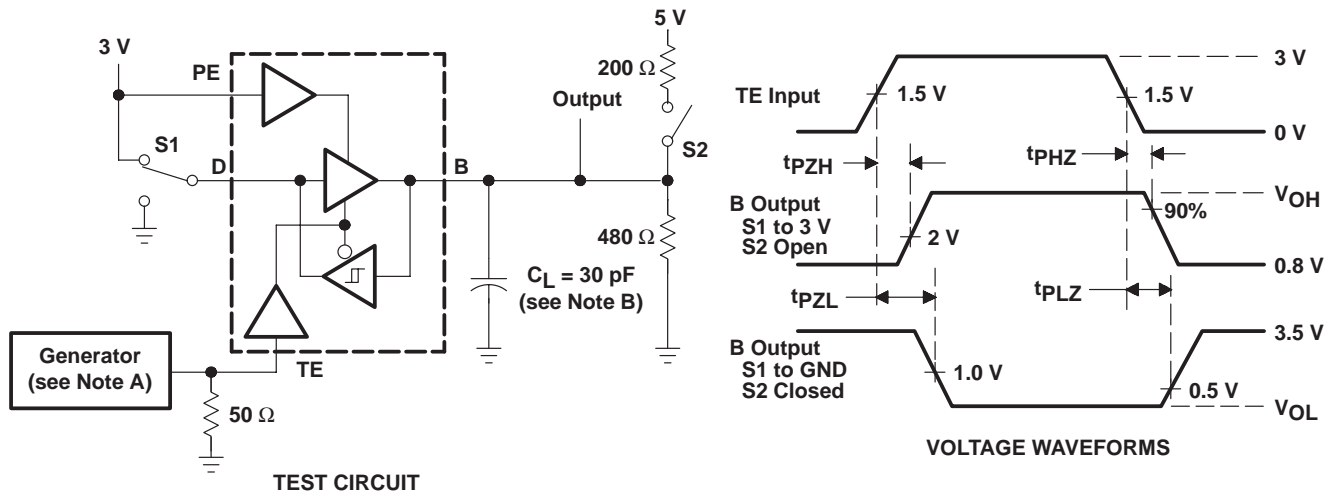 3 V
PE
S1
D
B
TE
Generator
(see Note A)
50 Ω
CL = 30 pF
(see Note B)
Output
5 V
200 Ω
S2
480 Ω
TEST CIRCUIT
TE Input
1.5 V
1.5 V
3 V
0 V
tPZH
tPHZ
B Output
S1 to 3 V
S2 Open
2 V
VOH
90%
0.8 V
tPZL
tPLZ
B Output
S1 to GND
S2 Closed
1.0 V
3.5 V
0.5 V
VOL
VOLTAGE WAVEFORMS